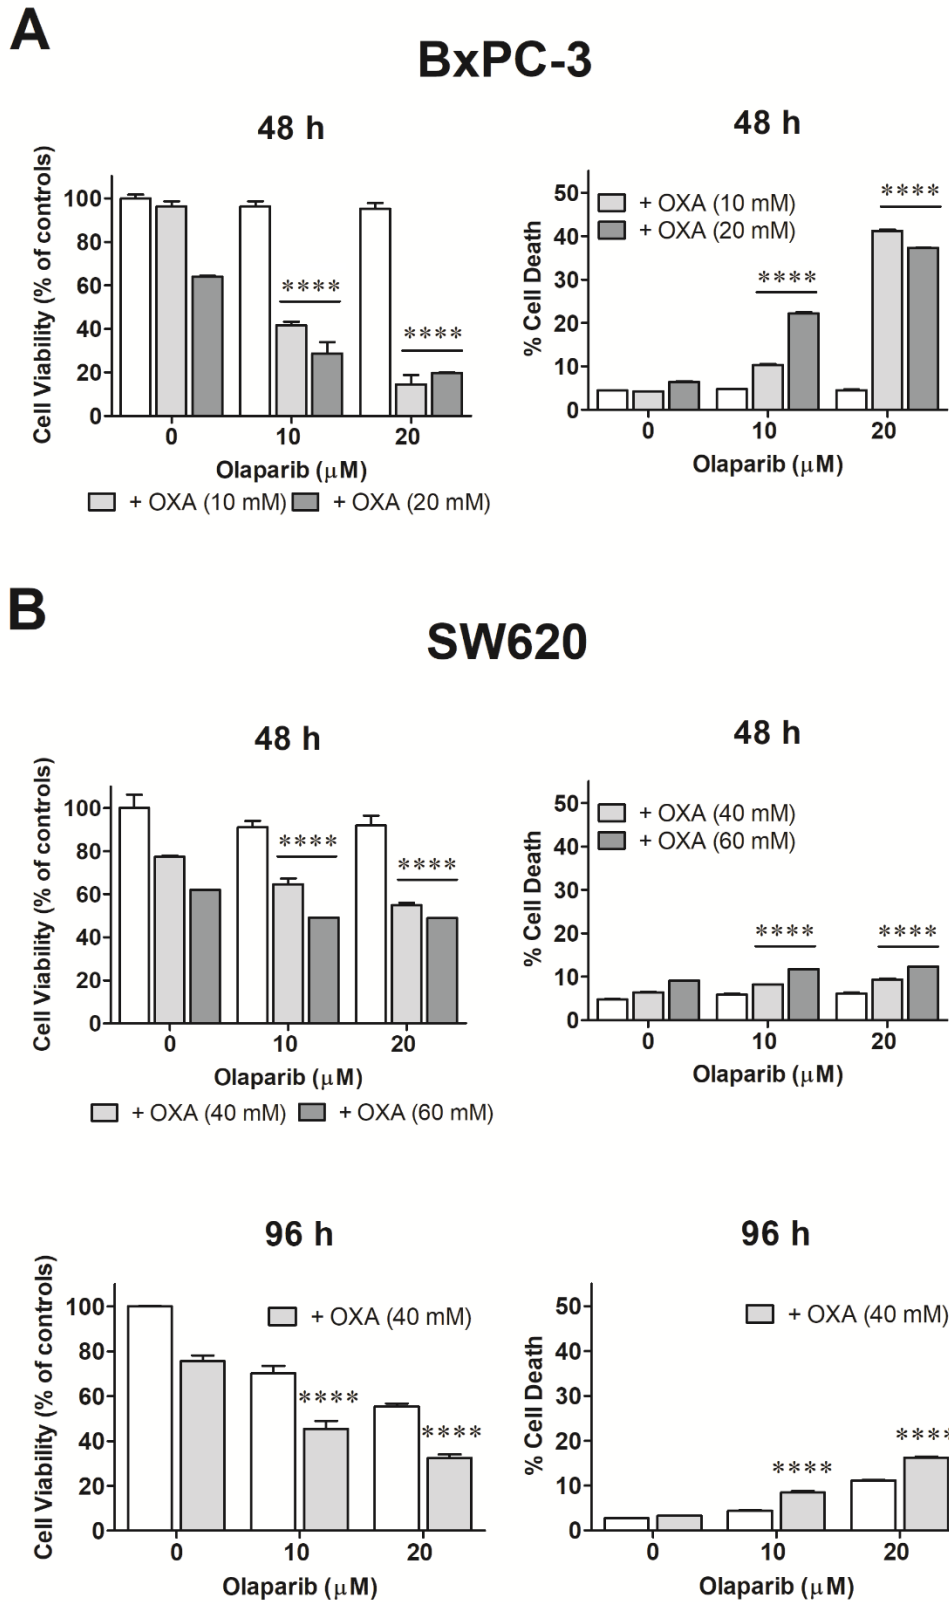 A
BxPC-3
48 h
Cell Viability (% of controls)
100
80
60
40
20
0
****
****
0 10 20
Olaparib (μM)
+ OXA (10 mM) + OXA (20 mM)
48 h
% Cell Death
50
40
30
20
10
0
+ OXA (10 mM)
+ OXA (20 mM)
****
****
0 10 20
Olaparib (μM)
B
SW620
48 h
Cell Viability (% of controls)
100
80
60
40
20
0
****
****
0 10 20
Olaparib (μM)
+ OXA (40 mM) + OXA (60 mM)
48 h
% Cell Death
50
40
30
20
10
0
+ OXA (40 mM)
+ OXA (60 mM)
****
****
0 10 20
Olaparib (μM)
96 h
Cell Viability (% of controls)
100
80
60
40
20
0
+ OXA (40 mM)
****
****
0 10 20
Olaparib (μM)
96 h
% Cell Death
50
40
30
20
10
0
+ OXA (40 mM)
****
****
0 10 20
Olaparib (μM)